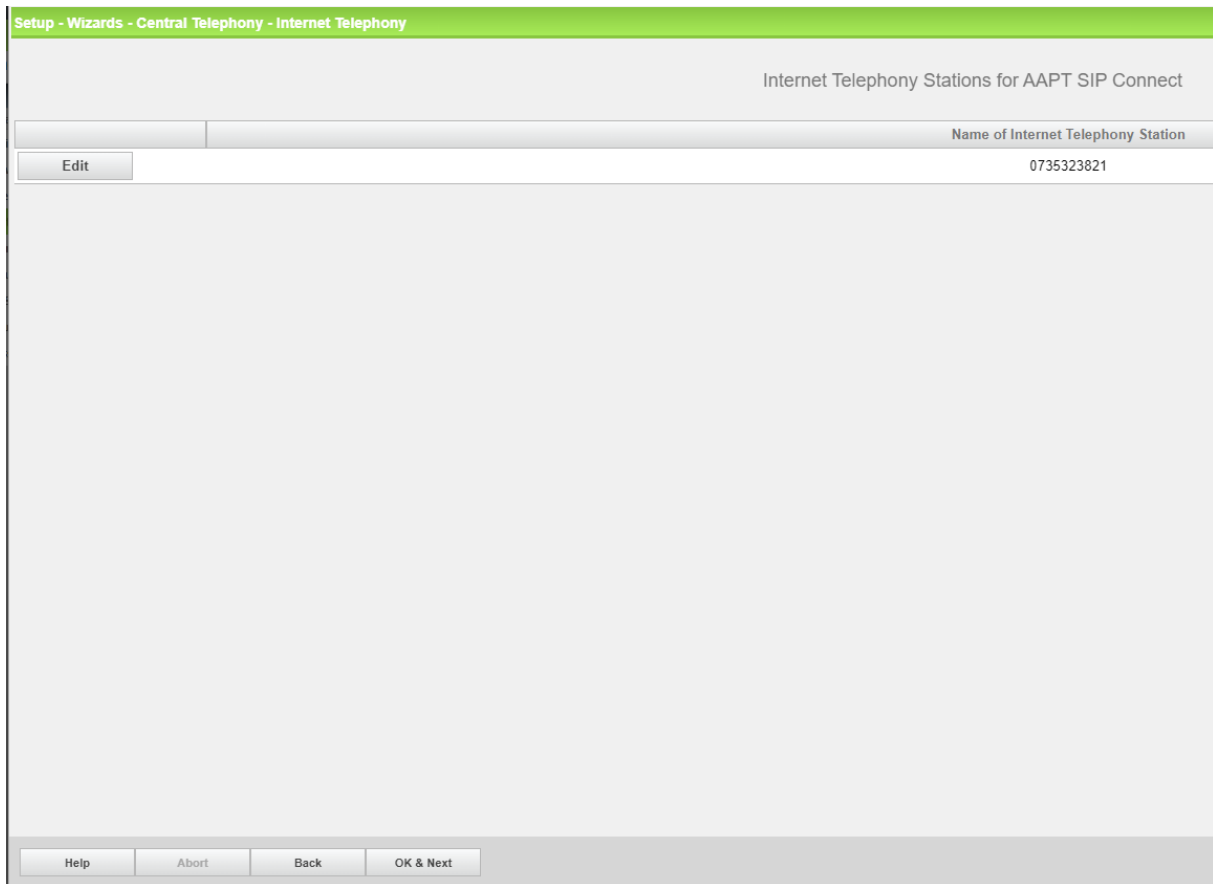 Setup - Wizards - Central Telephony - Internet Telephony
Internet Telephony Stations for AAPT SIP Connect
Name of Internet Telephony Station
Edit
0735323821
Help
Abort
Back
OK & Next